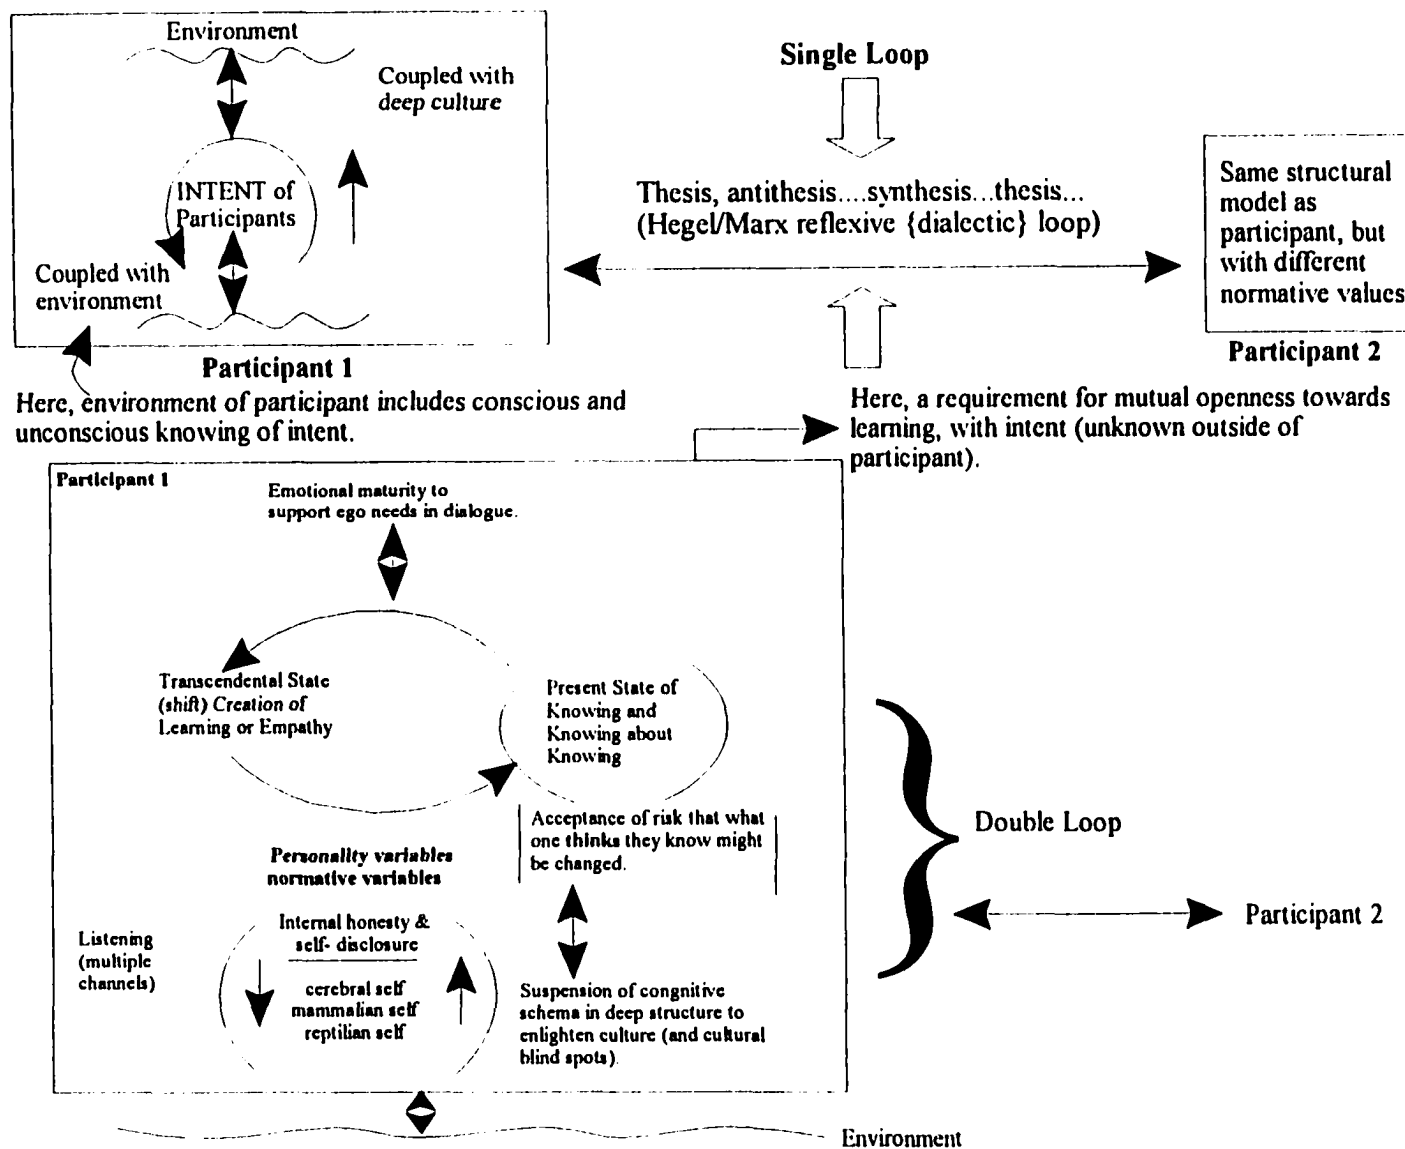 Environment
Coupled with
deep culture
INTENT of
Participants
Coupled with
environment
Participant 1
Here, environment of participant includes conscious and
unconscious knowing of intent.
Single Loop
Thesis, antithesis....synthesis...thesis...
(Hegel/Marx reflexive {dialectic} loop)
Same structural
model as
participant, but
with different
normative values
Participant 2
Here, a requirement for mutual openness towards
learning, with intent (unknown outside of
participant).
Participant 1
Emotional maturity to
support ego needs in dialogue.
Transcendental State
(shift) Creation of
Learning or Empathy
Present State of
Knowing and
Knowing about
Knowing
Acceptance of risk that what
one thinks they know might
be changed.
Personality variables
normative variables
Internal honesty &
self- disclosure
cerebral self
mammalian self
reptilian self
Listening
(multiple
channels)
Suspension of congnitive
schema in deep structure to
enlighten culture (and cultural
blind spots).
Double Loop
Participant 2
Environment